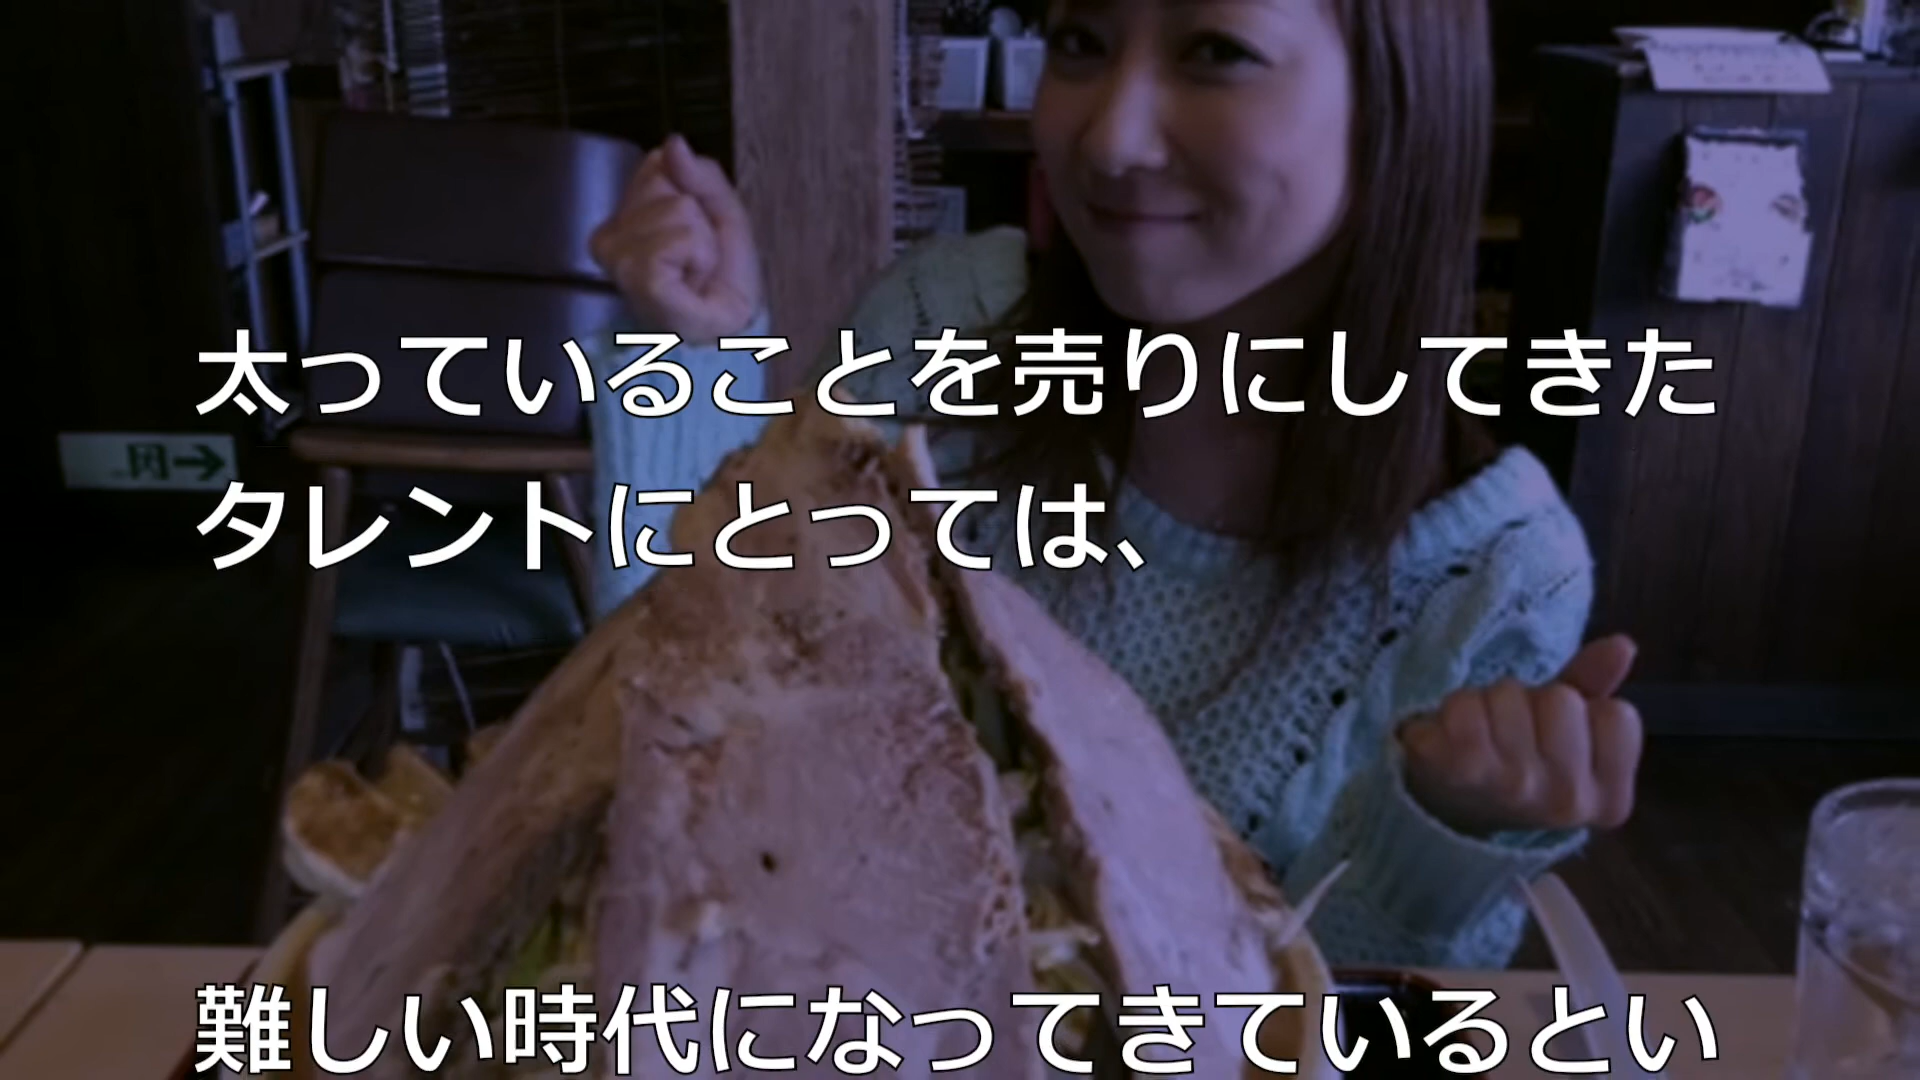 太っていることを売りにしてきた
タレントにとっては、
難しい時代になってきているとい